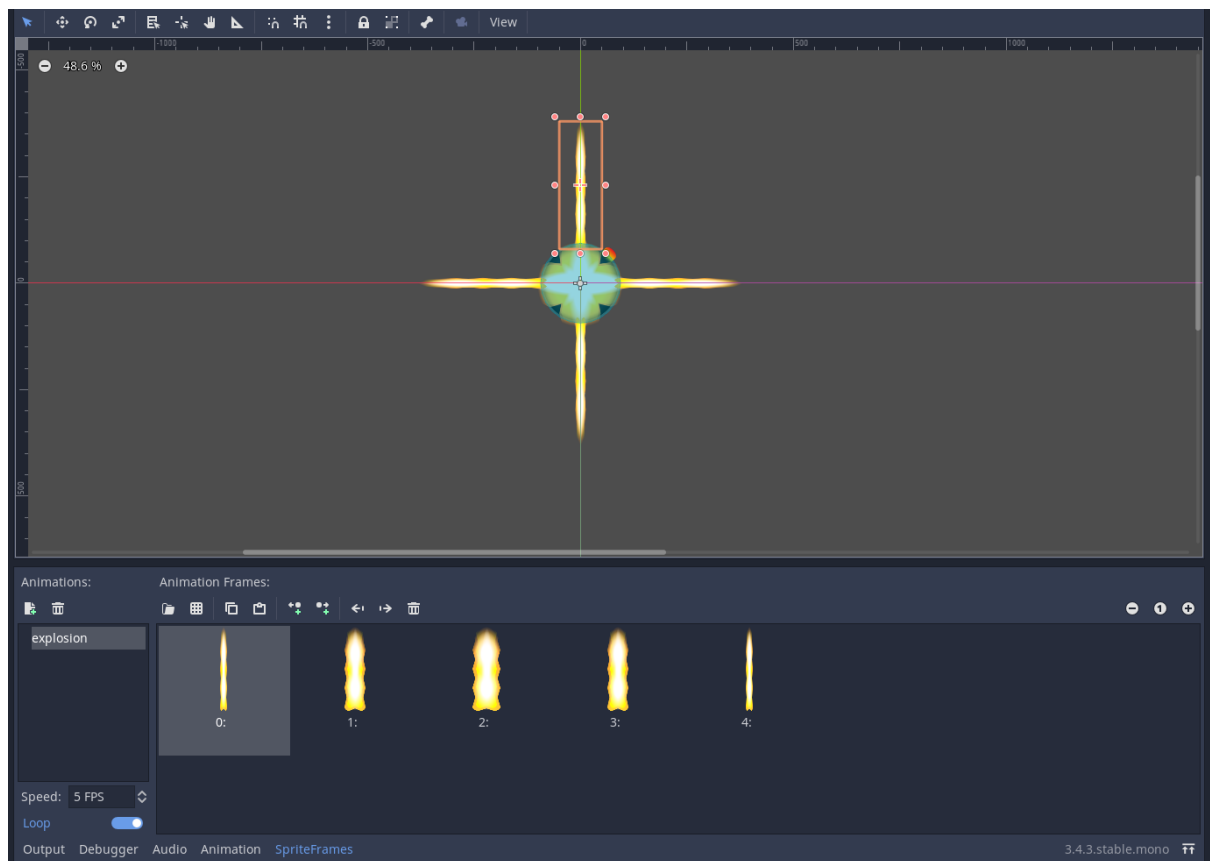 View
-1000 -500 0 500 1000
-500
48.6 %
0
500
Animations:
Animation Frames:
1
explosion
0: 1: 2: 3: 4:
Speed: 5 FPS
Loop
Output Debugger Audio Animation SpriteFrames 3.4.3.stable.mono